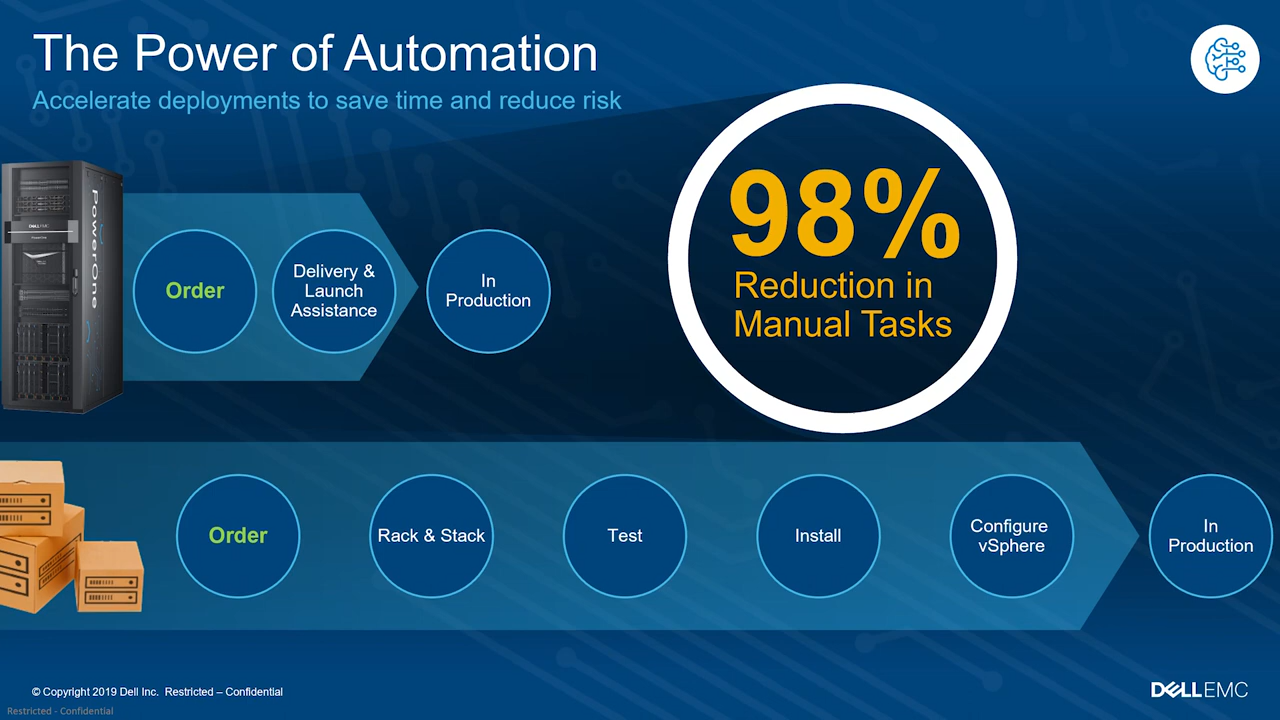 The Power of Automation
Accelerate deployments to save time and reduce risk
98%
Reduction in
Manual Tasks
DELLEMC
PowerOne
Order
Delivery &
Launch
Assistance
In
Production
Order
Rack & Stack
Test
Install
Configure
vSphere
In
Production
© Copyright 2019 Dell Inc.  Restricted – Confidential
DELLEMC
Restricted - Confidential